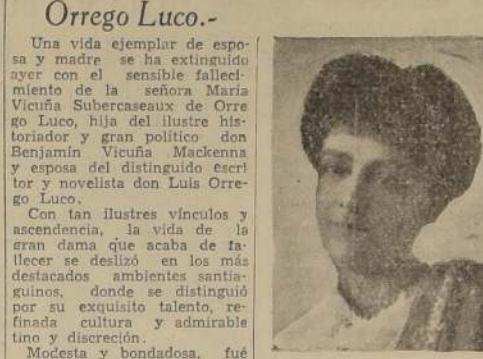 Orrego Luco.-
Una vida ejemplar de espo-
sa y madre se ha extinguido
ayer con el sensible falleci-
miento de la señora María
Vicuña Subercaseaux de Orre
go Luco, hija del ilustre his-
toriador y gran político don
Benjamín Vicuña Mackenna
y esposa del distinguido escri
tor y novelista don Luis Orre-
go Luco.
Con tan ilustres vínculos y
ascendencia, la vida de la
gran dama que acaba de fa-
llecer se deslizó en los más
destacados ambientes santia-
guinos, donde se distinguió
por su exquisito talento, re-
finada cultura y admirable
tino y discreción.
Modesta y bondadosa, fué